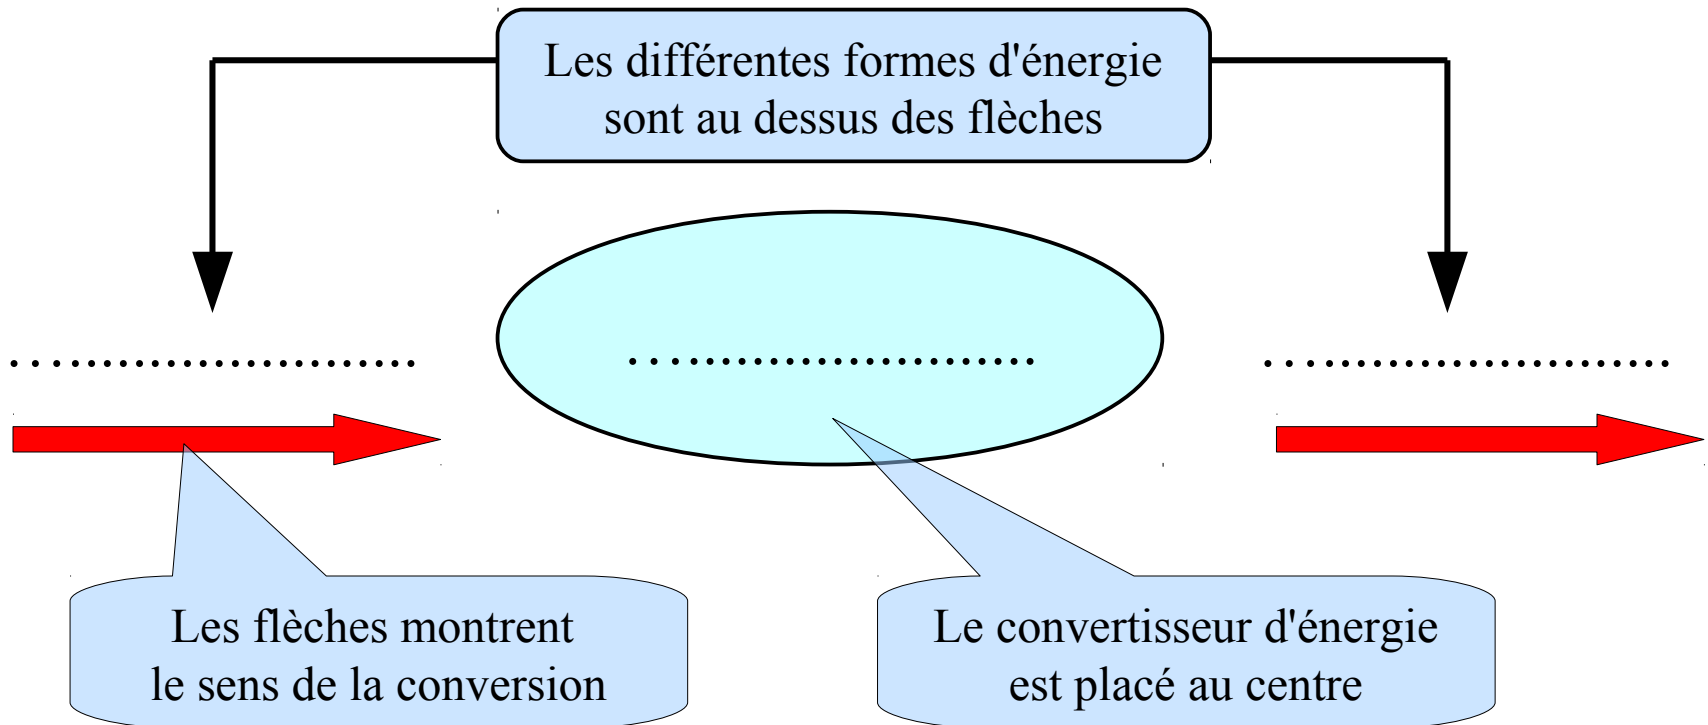 Les différentes formes d'énergie
sont au dessus des flèches
.......................
.......................
.......................
Les flèches montrent
le sens de la conversion
Le convertisseur d'énergie
est placé au centre